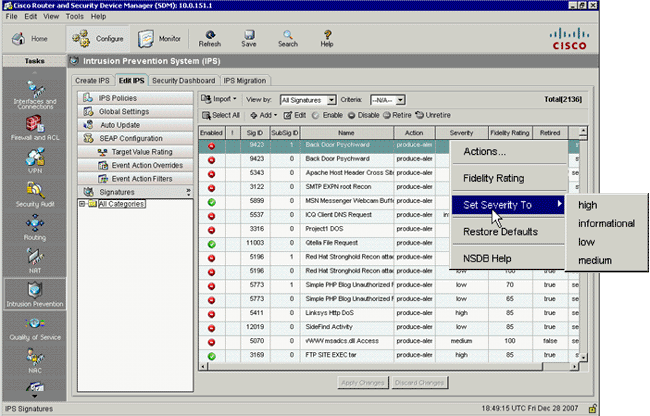 Cisco Router and Security Device Manager (SDM): 10.0.151.1
File Edit View Tools Help
Home Configure Monitor Refresh Save Search Help
CISCO
Tasks
Intrusion Prevention System (IPS)
Create IPS Edit IPS Security Dashboard IPS Migration
Interfaces and Connections
Firewall and ACL
VPN
Security Audit
Routing
NAT
Intrusion Prevention
Quality of Service
NAC
IPS Policies
Global Settings
Auto Update
SEAP Configuration
Target Value Rating
Event Action Overrides
Event Action Filters
Signatures
All Categories
Import View by: All Signatures Criteria: --N/A-- Total[2136]
Select All Add Edit Enable Disable Retire Unretire
Enabled ! Sig ID SubSig ID Name Action Severity Fidelity Rating Retired
9423 1 Back Door Psychward produce-aler
9423 0 Back Door Psychward produce-aler
5343 0 Apache Host Header Cross Sit produce-aler
3122 0 SMTP EXPN root Recon produce-aler
5899 0 MSN Messenger Webcam Buff produce-aler
5537 0 ICQ Client DNS Request produce-aler
3316 0 Project1 DOS produce-aler
11003 0 Qtella File Request produce-aler
5196 1 Red Hat Stronghold Recon attac produce-aler
5196 0 Red Hat Stronghold Recon attac produce-aler low 100 true se
5773 1 Simple PHP Blog Unauthorized F produce-aler low 70 true se
5773 0 Simple PHP Blog Unauthorized F produce-aler low 65 true se
5411 0 Linksys Http DoS produce-aler high 85 true se
12019 0 SideFind Activity produce-aler low 85 true se
5070 0 WWW msadcs.dll Access produce-aler medium 100 false se
3169 0 FTP SITE EXEC tar produce-aler high 85 true se
Actions...
Fidelity Rating
Set Severity To
Restore Defaults
NSDB Help
high
informational
low
medium
Apply Changes Discard Changes
IPS Signatures 18:49:15 UTC Fri Dec 28 2007